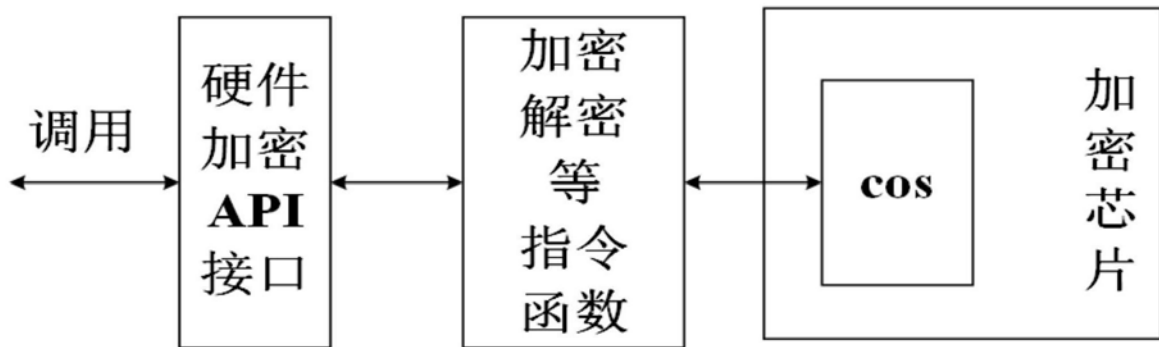 调用
硬件
加密
API
接口
加密
解密
等
指令
函数
cos
加
密
芯
片